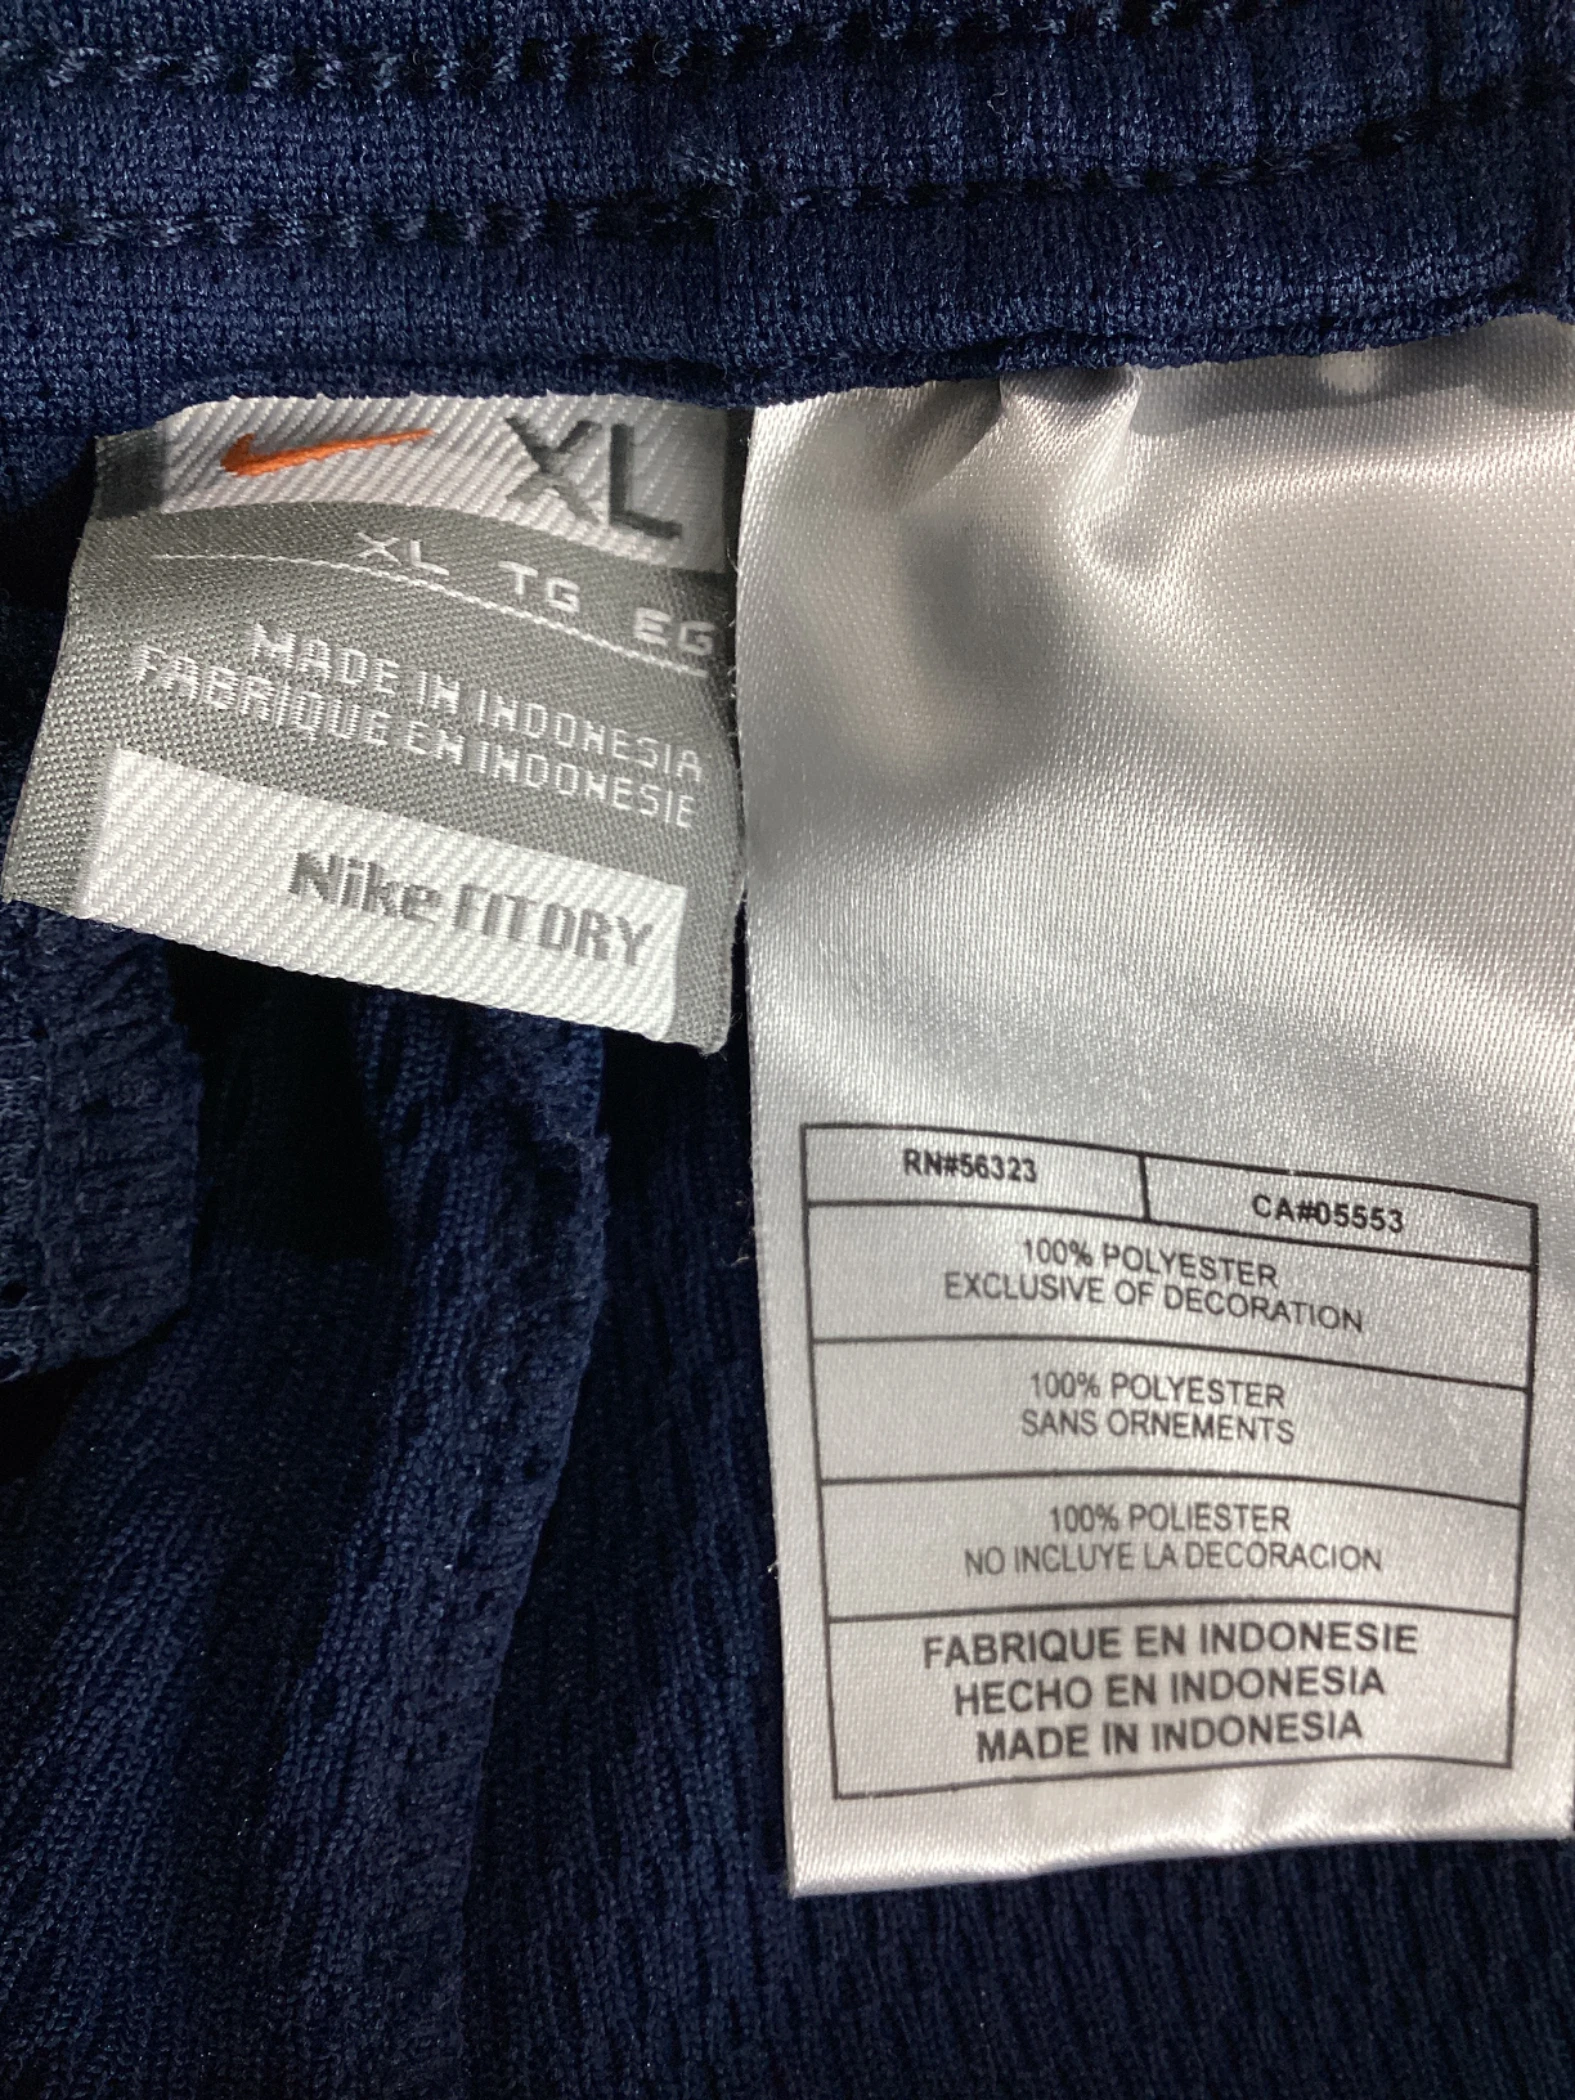 XL
XL TG EG
MADE IN INDONESIA
FABRIQUE EN INDONESIE
Nike FIT DRY
RN#56323
CA#05553
100% POLYESTER
EXCLUSIVE OF DECORATION
100% POLYESTER
SANS ORNEMENTS
100% POLIESTER
NO INCLUYE LA DECORACION
FABRIQUE EN INDONESIE
HECHO EN INDONESIA
MADE IN INDONESIA